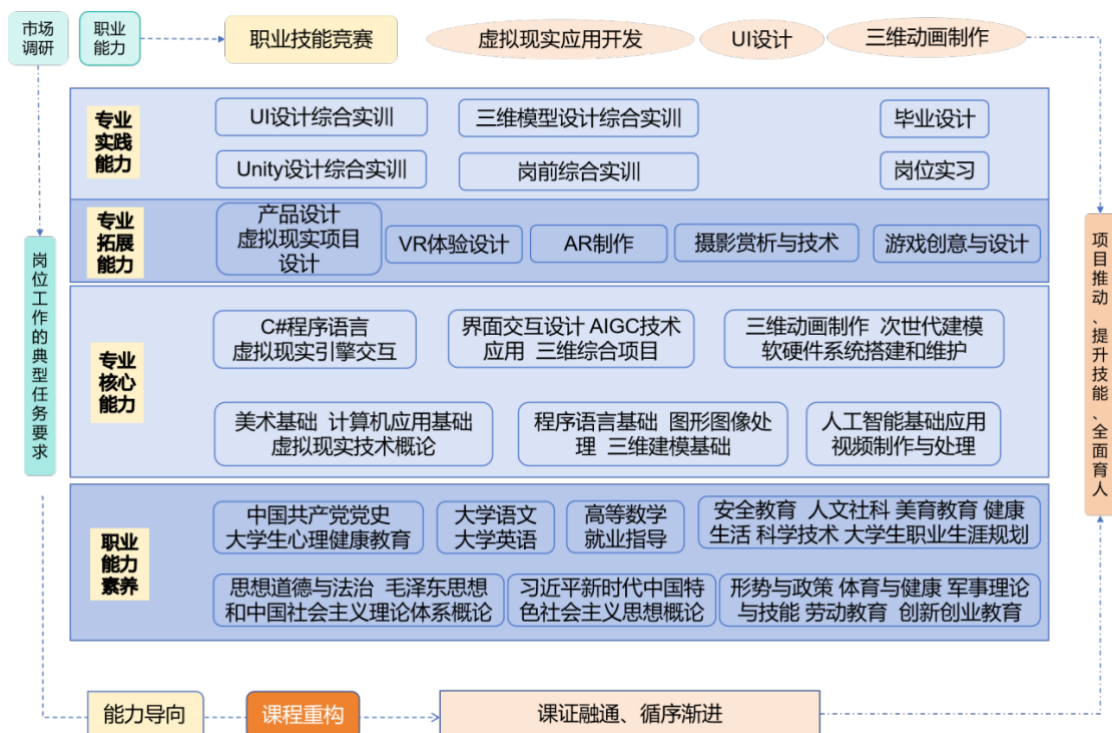 市场
调研
职业
能力
职业技能竞赛
虚拟现实应用开发
UI设计
三维动画制作
专业
实践
能力
UI设计综合实训
三维模型设计综合实训
毕业设计
Unity设计综合实训
岗前综合实训
岗位实习
专业
拓展
能力
产品设计
虚拟现实项目
设计
VR体验设计
AR制作
摄影赏析与技术
游戏创意与设计
岗位工作的典型任务要求
专业
核心
能力
C#程序语言
虚拟现实引擎交互
界面交互设计 AIGC技术
应用 三维综合项目
三维动画制作 次世代建模
软硬件系统搭建和维护
美术基础 计算机应用基础
虚拟现实技术概论
程序语言基础 图形图像处
理 三维建模基础
人工智能基础应用
视频制作与处理
项目推动、提升技能、全面育人
职业
能力
素养
中国共产党党史
大学生心理健康教育
大学语文
大学英语
高等数学
就业指导
安全教育 人文社科 美育教育 健康
生活 科学技术 大学生职业生涯规划
思想道德与法治 毛泽东思想
和中国社会主义理论体系概论
习近平新时代中国特
色社会主义思想概论
形势与政策 体育与健康 军事理论
与技能 劳动教育 创新创业教育
能力导向
课程重构
课证融通、循序渐进